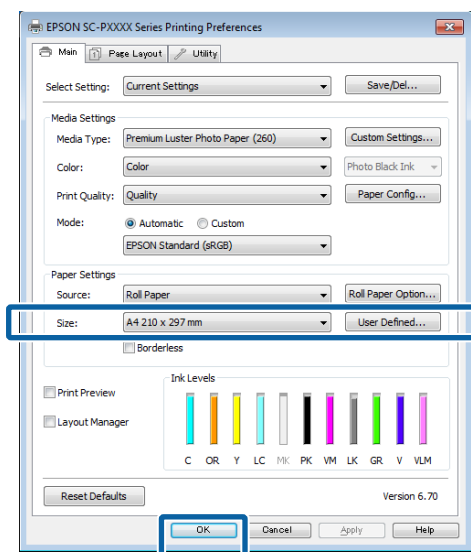 EPSON SC-PXXXX Series Printing Preferences
Main Page Layout Utility
Select Setting: Current Settings Save/Del...
Media Settings
Media Type: Premium Luster Photo Paper (260) Custom Settings...
Color: Color Photo Black Ink
Print Quality: Quality Paper Config...
Mode: Automatic Custom
EPSON Standard (sRGB)
Paper Settings
Source: Roll Paper Roll Paper Option...
Size: A4 210 x 297 mm User Defined...
Borderless
Ink Levels
Print Preview
Layout Manager
C OR Y LC MK PK VM LK GR V VLM
Reset Defaults Version 6.70
OK Cancel Apply Help